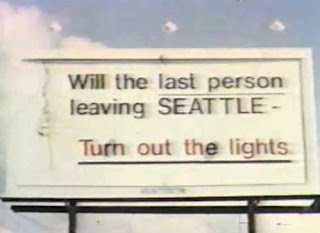 Will the last person
leaving SEATTLE -
Turn out the lights